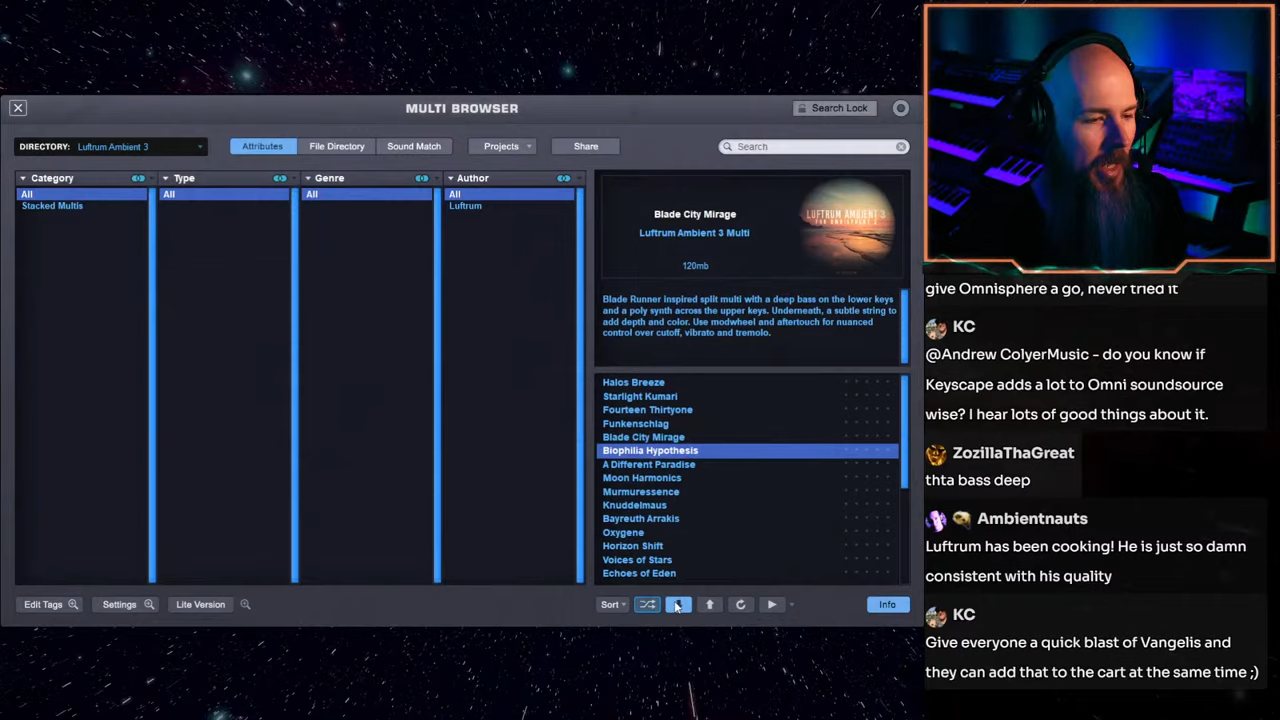 MULTI BROWSER
Search Lock
DIRECTORY: Luftrum Ambient 3
Attributes
File Directory
Sound Match
Projects
Share
Search
Category
Type
Genre
Author
All
All
All
All
Stacked Multis
Luftrum
Blade City Mirage
Luftrum Ambient 3 Multi
120mb
LUFTRUM AMBIENT 3
Blade Runner inspired split multi with a deep bass on the lower keys
and a poly synth across the upper keys. Underneath, a subtle string to
add depth and color. Use modwheel and aftertouch for nuanced
control over cutoff, vibrato and tremolo.
Halos Breeze
Starlight Kumari
Fourteen Thirtyone
Funkenschlag
Blade City Mirage
Biophilia Hypothesis
A Different Paradise
Moon Harmonics
Murmuressence
Knuddelmaus
Bayreuth Arrakis
Oxygene
Horizon Shift
Voices of Stars
Echoes of Eden
Edit Tags
Settings
Lite Version
Sort
Info
give Omnisphere a go, never tried it
KC
@Andrew ColyerMusic - do you know if
Keyscape adds a lot to Omni soundsource
wise? I hear lots of good things about it.
ZozillaThaGreat
thta bass deep
Ambientnauts
Luftrum has been cooking! He is just so damn
consistent with his quality
KC
Give everyone a quick blast of Vangelis and
they can add that to the cart at the same time ;)